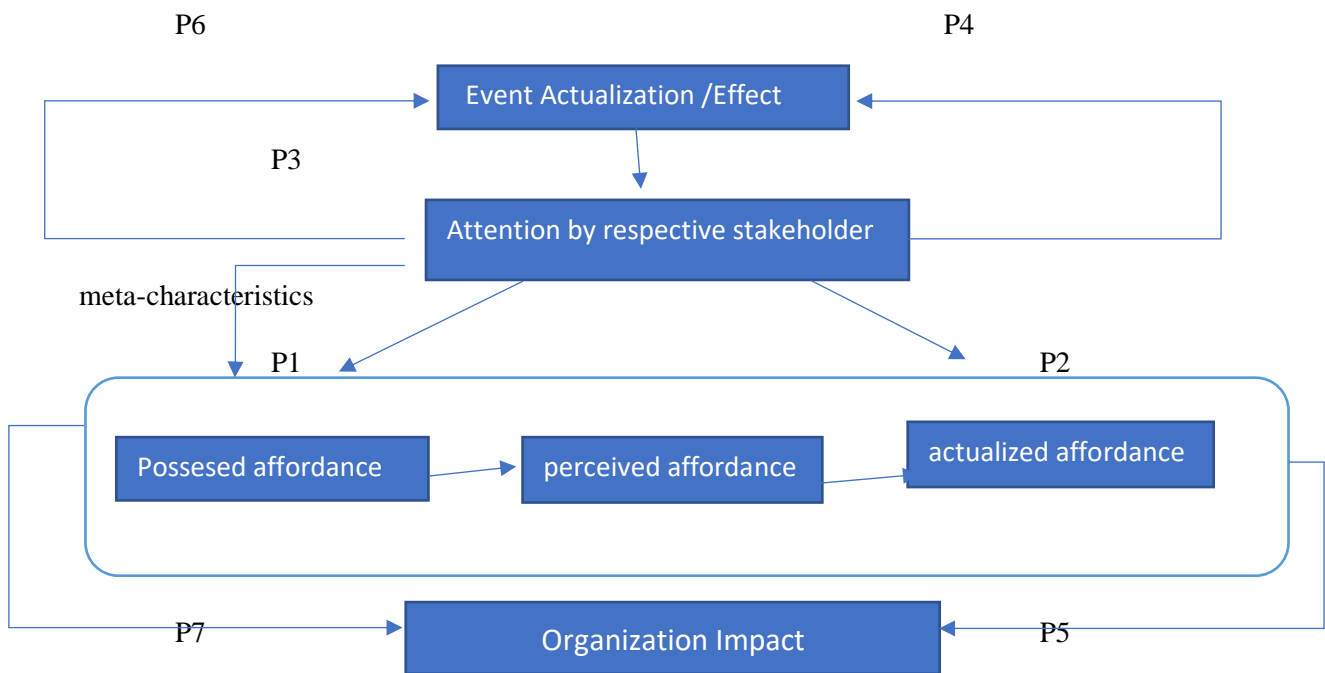 P6
P4
Event Actualization /Effect
P3
Attention by respective stakeholder
meta-characteristics
P1
P2
Possesed affordance
perceived affordance
actualized affordance
P7
Organization Impact
P5